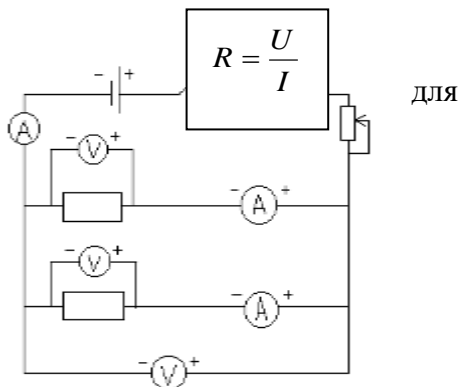 R = U/I
- +
для
A
- V +
- A +
- V +
- A +
- V +